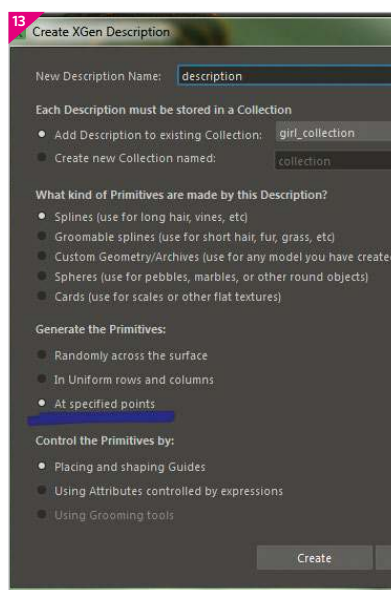 13
Create XGen Description
New Description Name: description
Each Description must be stored in a Collection
Add Description to existing Collection: girl_collection
Create new Collection named: collection
What kind of Primitives are made by this Description?
Splines (use for long hair, vines, etc)
Groomable splines (use for short hair, fur, grass, etc)
Custom Geometry/Archives (use for any model you have created
Spheres (use for pebbles, marbles, or other round objects)
Cards (use for scales or other flat textures)
Generate the Primitives:
Randomly across the surface
In Uniform rows and columns
At specified points
Control the Primitives by:
Placing and shaping Guides
Using Attributes controlled by expressions
Using Grooming tools
Create